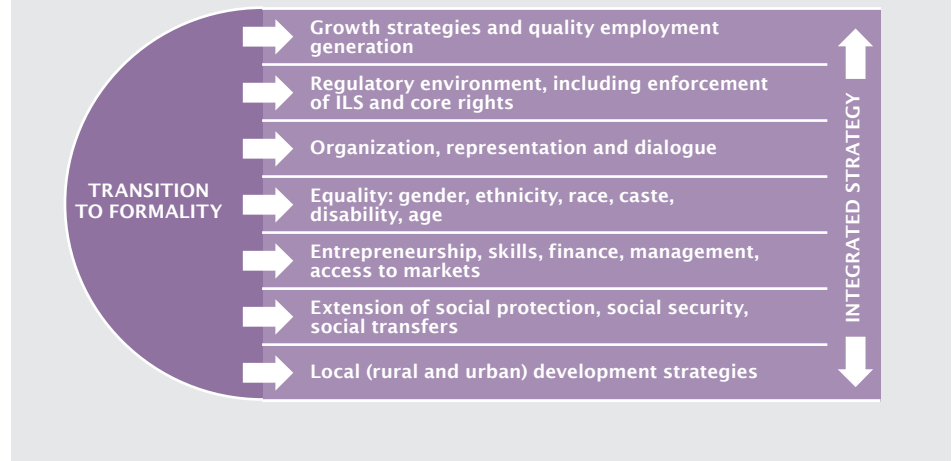 TRANSITION
TO FORMALITY
Growth strategies and quality employment
generation
Regulatory environment, including enforcement
of ILS and core rights
Organization, representation and dialogue
Equality: gender, ethnicity, race, caste,
disability, age
Entrepreneurship, skills, finance, management,
access to markets
Extension of social protection, social security,
social transfers
Local (rural and urban) development strategies
INTEGRATED STRATEGY